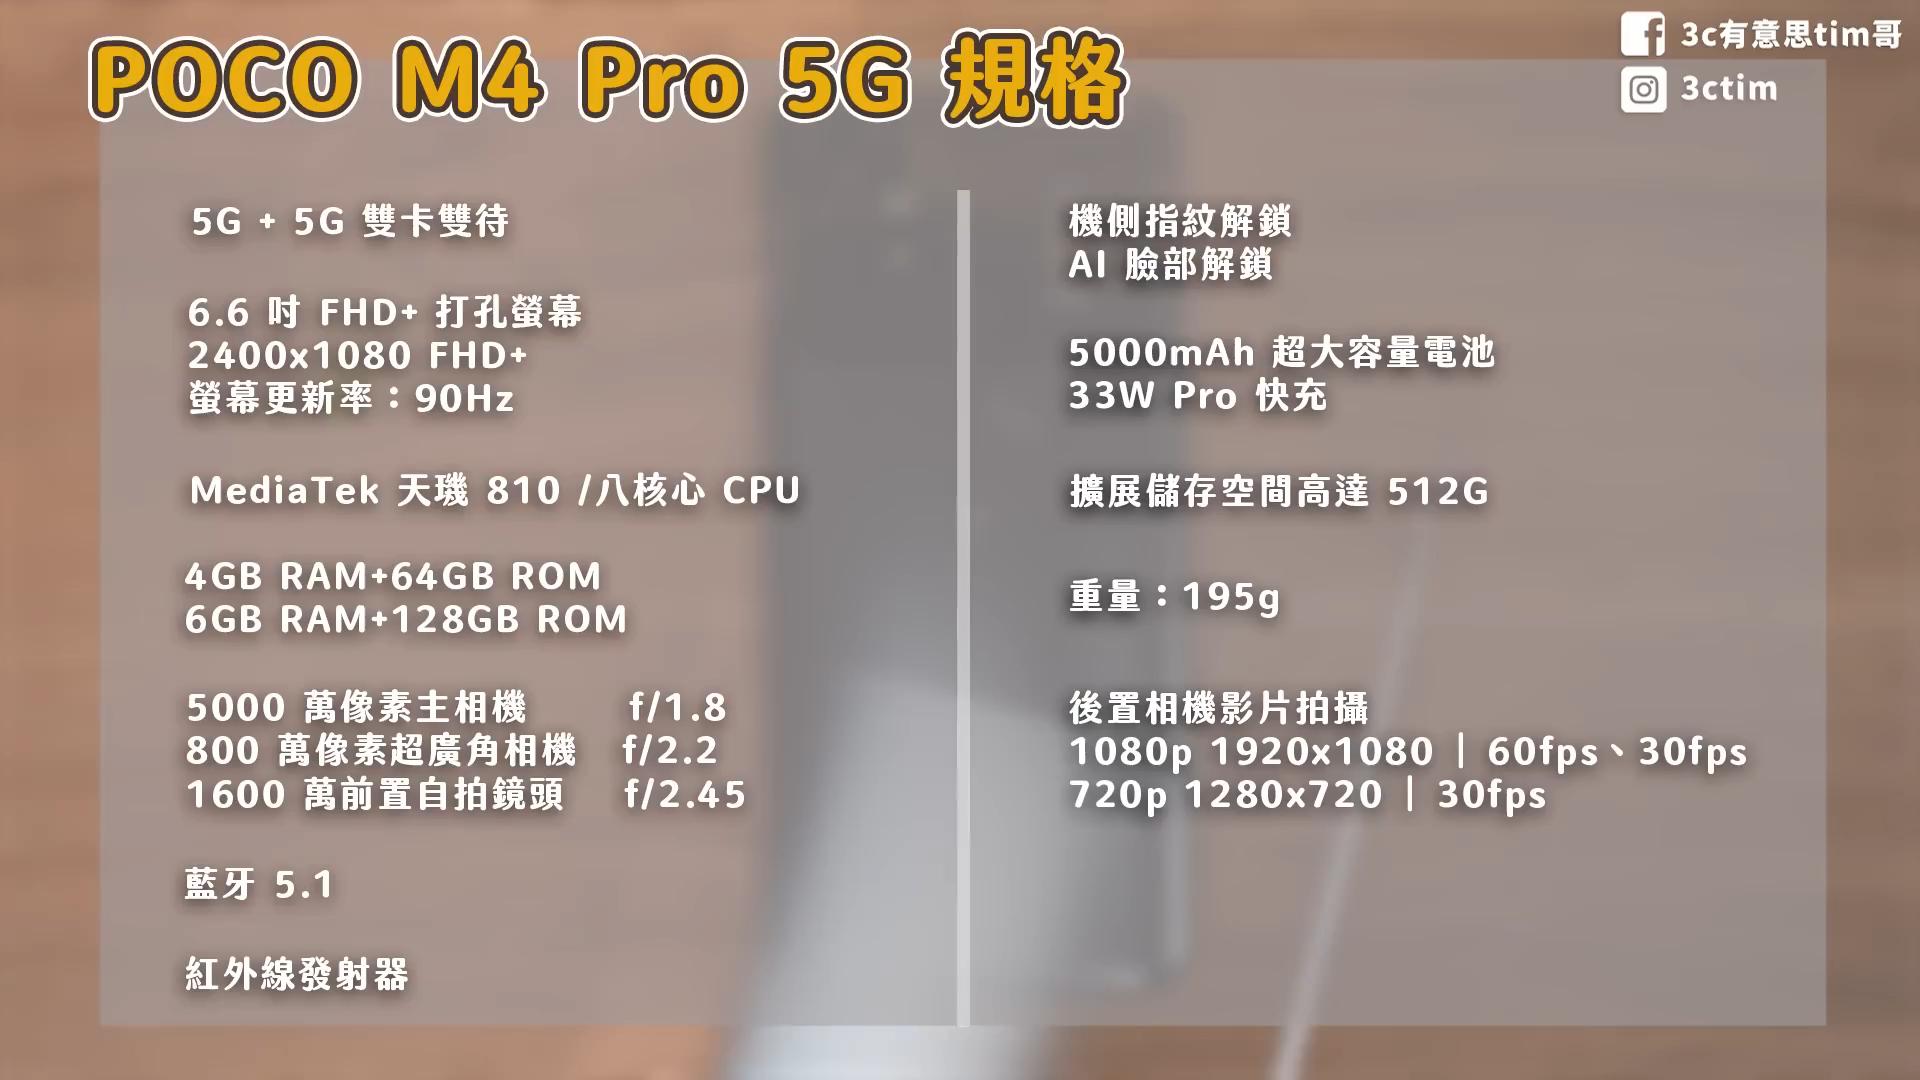 POCO M4 Pro 5G 規格
3c有意思tim哥
3ctim
5G + 5G 雙卡雙待
6.6 吋 FHD+ 打孔螢幕
2400x1080 FHD+
螢幕更新率：90Hz
MediaTek 天璣 810 /八核心 CPU
4GB RAM+64GB ROM
6GB RAM+128GB ROM
5000 萬像素主相機 f/1.8
800 萬像素超廣角相機 f/2.2
1600 萬前置自拍鏡頭 f/2.45
藍牙 5.1
紅外線發射器
機側指紋解鎖
AI 臉部解鎖
5000mAh 超大容量電池
33W Pro 快充
擴展儲存空間高達 512G
重量：195g
後置相機影片拍攝
1080p 1920x1080 | 60fps、30fps
720p 1280x720 | 30fps